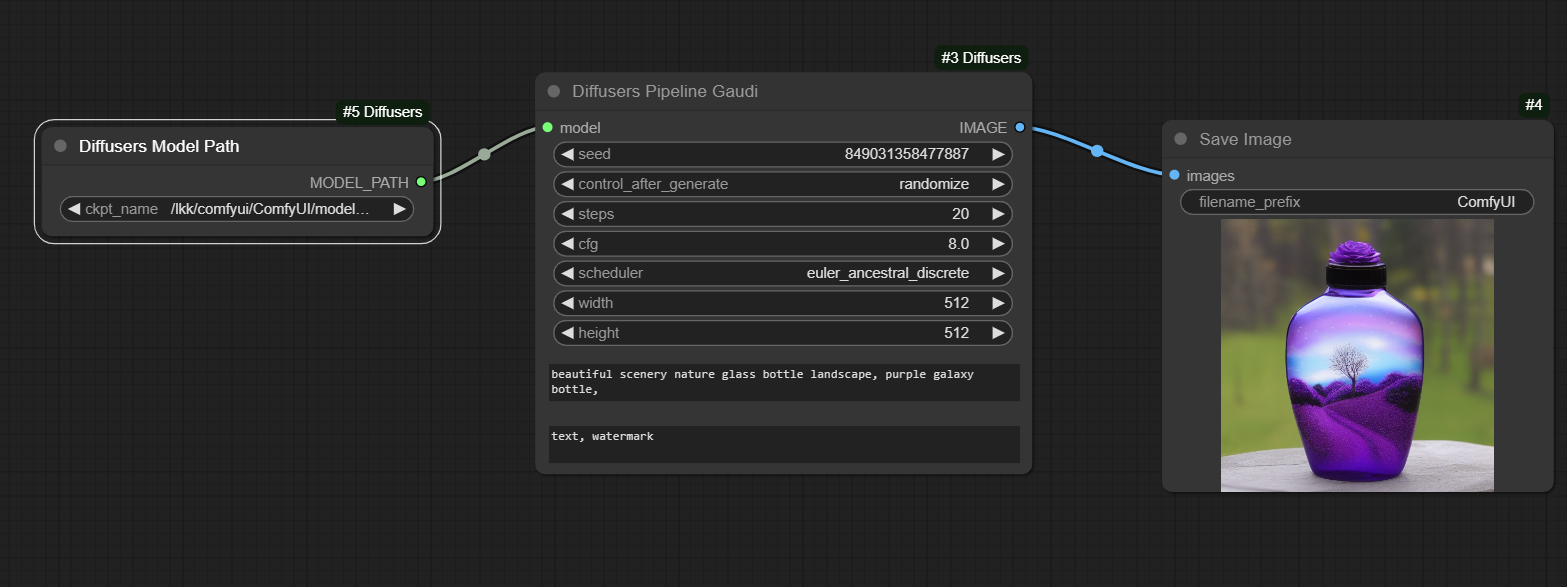 #5 Diffusers
Diffusers Model Path
MODEL_PATH
ckpt_name /lkk/comfyui/ComfyUI/model…
#3 Diffusers
Diffusers Pipeline Gaudi
model IMAGE
seed 849031358477887
control_after_generate randomize
steps 20
cfg 8.0
scheduler euler_ancestral_discrete
width 512
height 512
beautiful scenery nature glass bottle landscape, purple galaxy
bottle,
text, watermark
#4
Save Image
images
filename_prefix ComfyUI